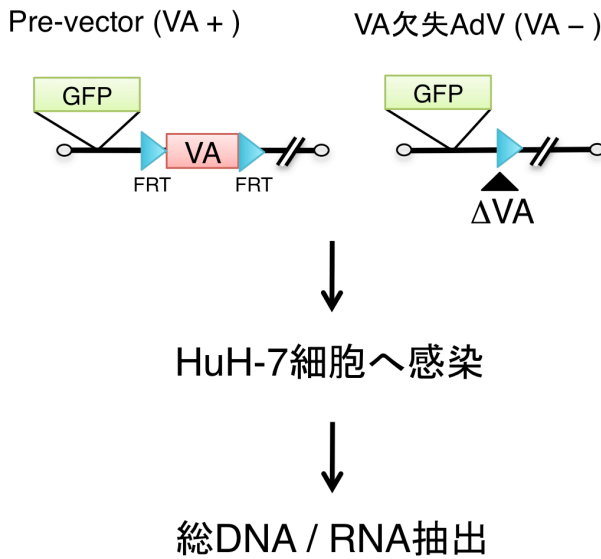 Pre-vector (VA + )
VA欠失AdV (VA − )
GFP
GFP
VA
FRT
FRT
ΔVA
HuH-7細胞へ感染
総DNA / RNA抽出